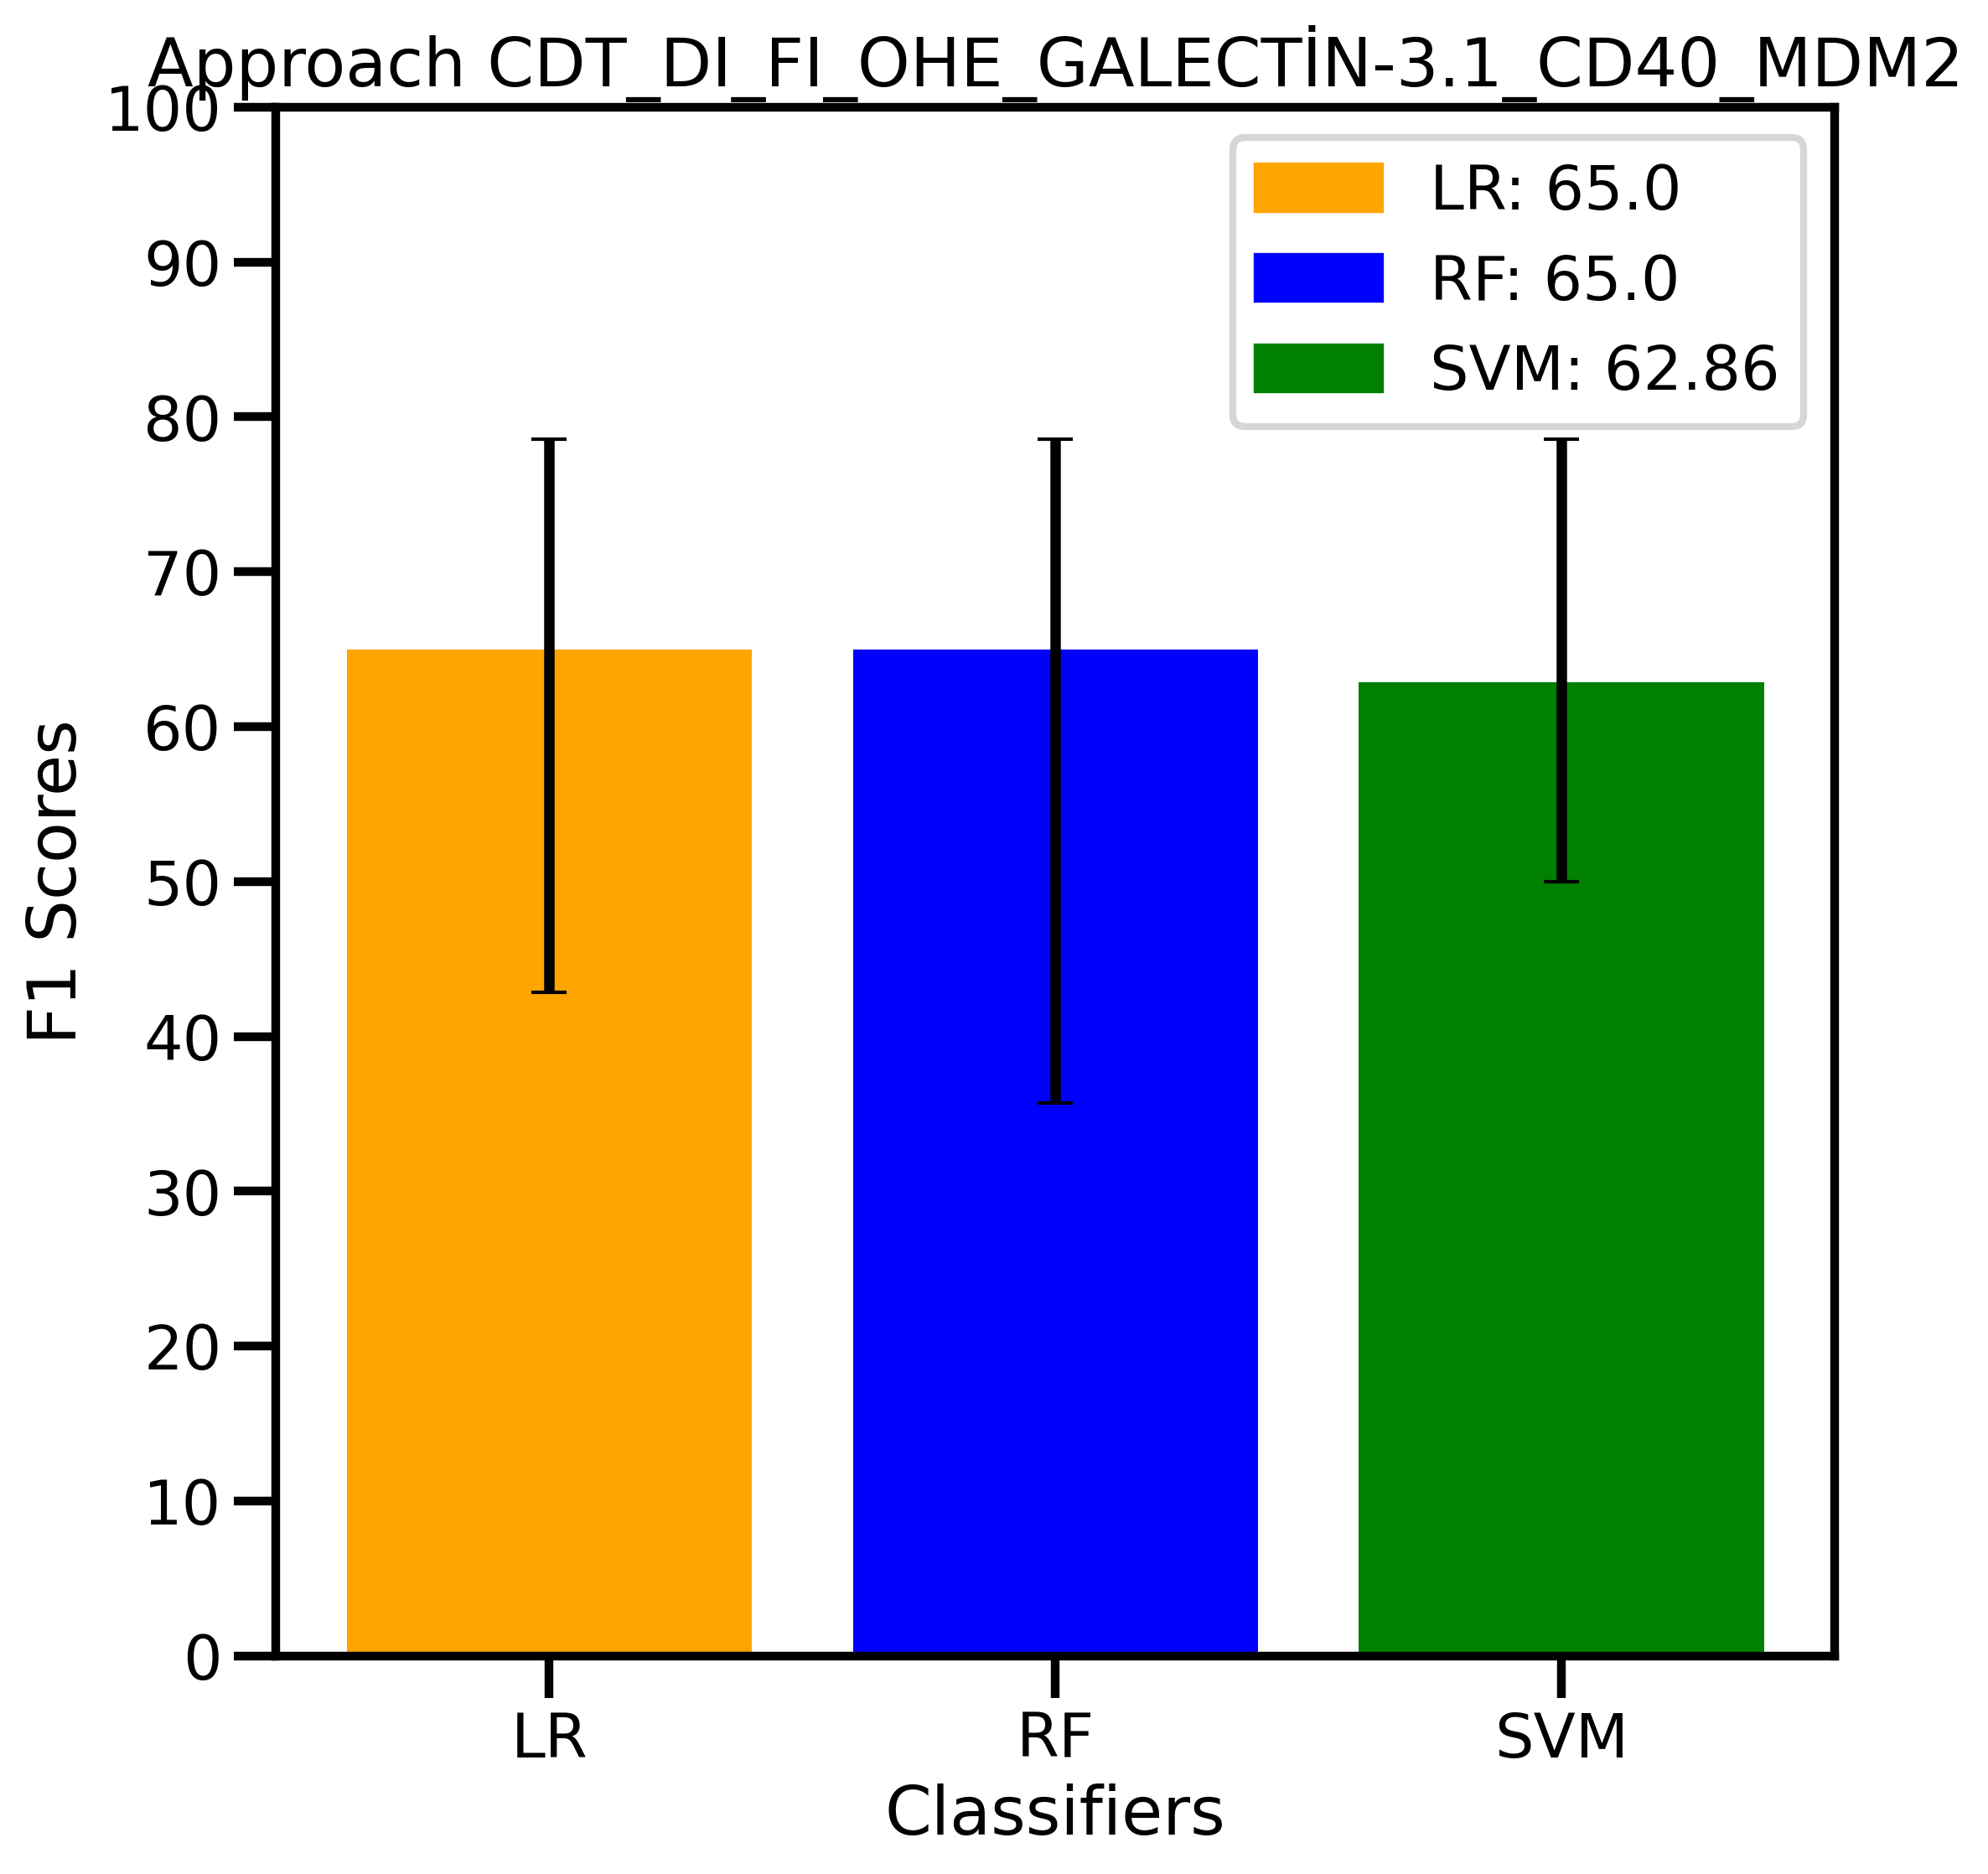 Approach CDT_DI_FI_OHE_GALECTİN-3.1_CD40_MDM2
100
90
80
70
60
50
40
30
20
10
0
F1 Scores
LR: 65.0
RF: 65.0
SVM: 62.86
LR
RF
SVM
Classifiers